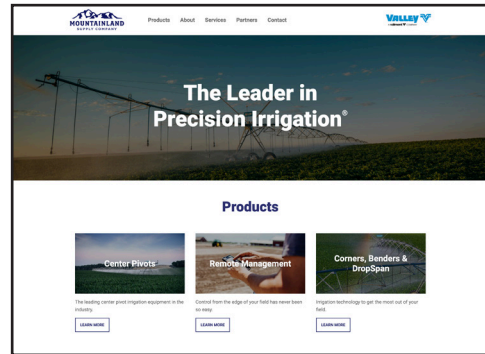 MOUNTAINLAND
SUPPLY COMPANY
Products About Services Partners Contact
VALLEY
The Leader in
Precision Irrigation®
Products
Center Pivots
Remote Management
Corners, Benders &
DropSpan
The leading center pivot irrigation equipment in the
industry.
LEARN MORE
Control from the edge of your field has never been
so easy.
LEARN MORE
Irrigation technology to get the most out of your
field.
LEARN MORE